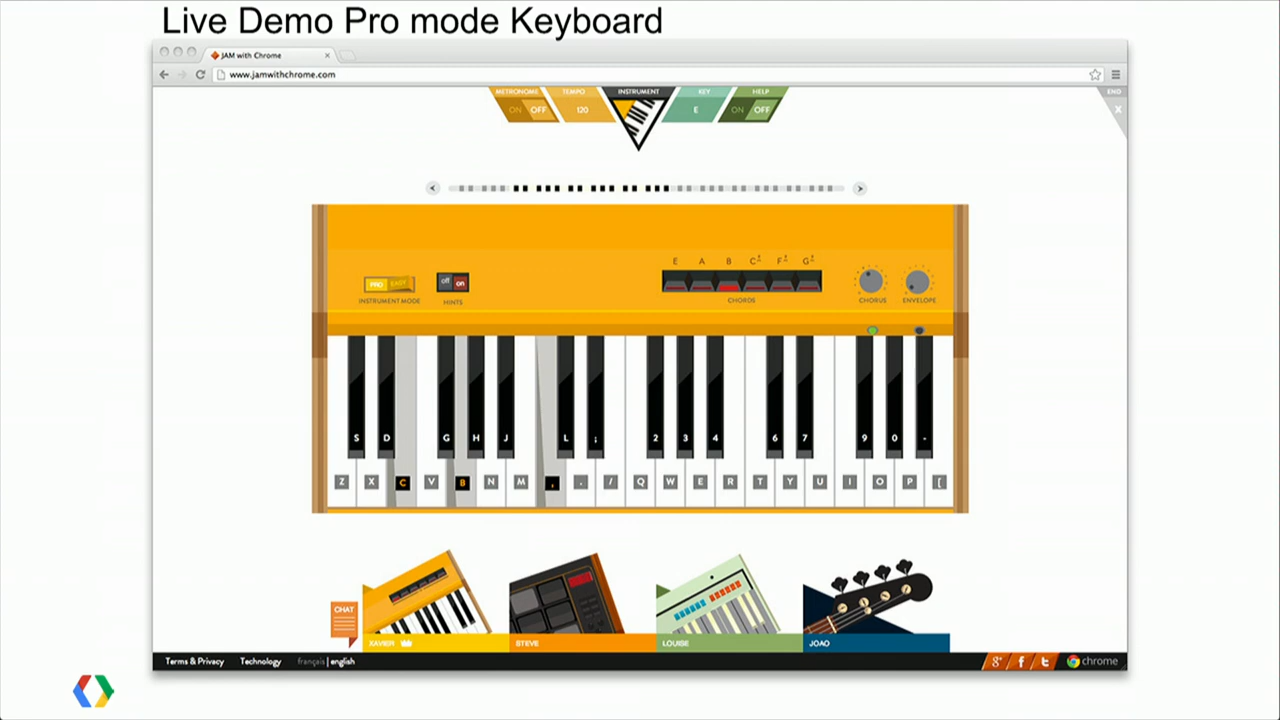 Live Demo Pro mode Keyboard
JAM with Chrome
www.jamwithchrome.com
METRONOME TEMPO INSTRUMENT KEY HELP END
ON OFF 120 E ON OFF X
E A B C# F# G#
PRO EASY off on
INSTRUMENT MODE HINTS CHORDS CHORUS ENVELOPE
S D G H J L ; 2 3 4 6 7 9 0 -
Z X C V B N M , . / Q W E R T Y U I O P [
CHAT
XAVIER STEVE LOUISE JOAO
Terms & Privacy Technology français | english g+ f t chrome